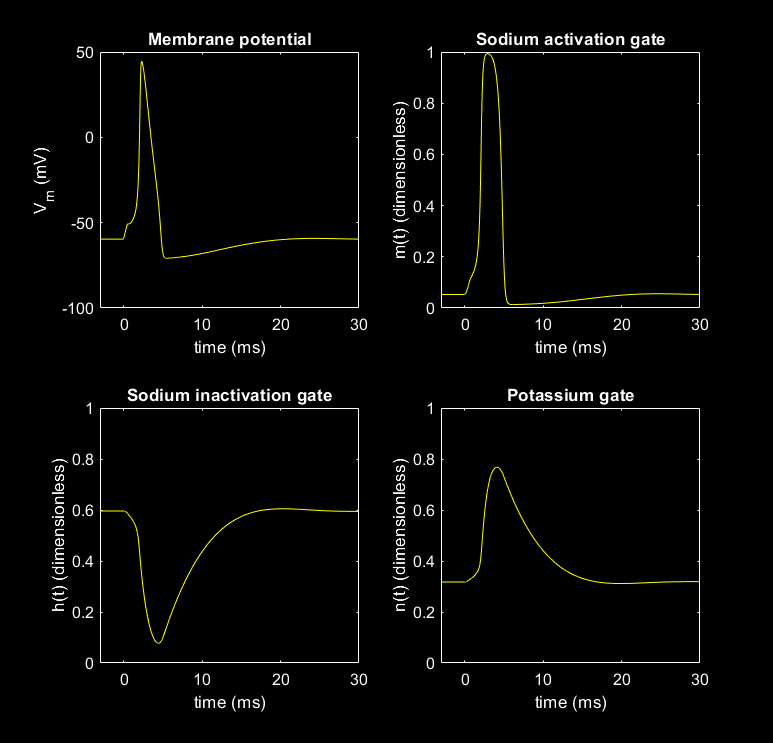 Membrane potential
50
0
-50
-100
V_m (mV)
0 10 20 30
time (ms)
Sodium activation gate
1
0.8
0.6
0.4
0.2
0
m(t) (dimensionless)
0 10 20 30
time (ms)
Sodium inactivation gate
1
0.8
0.6
0.4
0.2
0
h(t) (dimensionless)
0 10 20 30
time (ms)
Potassium gate
1
0.8
0.6
0.4
0.2
0
n(t) (dimensionless)
0 10 20 30
time (ms)